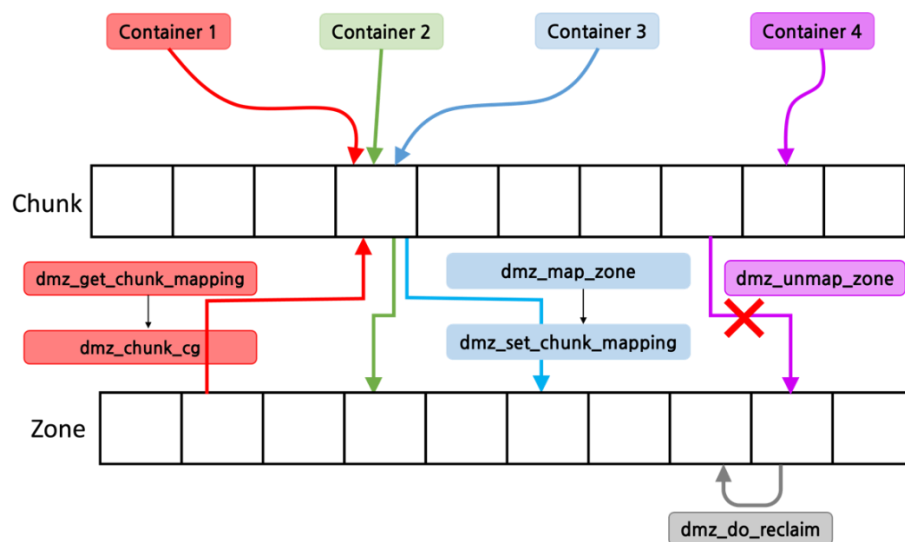 Container 1
Container 2
Container 3
Container 4
Chunk
dmz_get_chunk_mapping
dmz_map_zone
dmz_unmap_zone
dmz_chunk_cg
dmz_set_chunk_mapping
Zone
dmz_do_reclaim